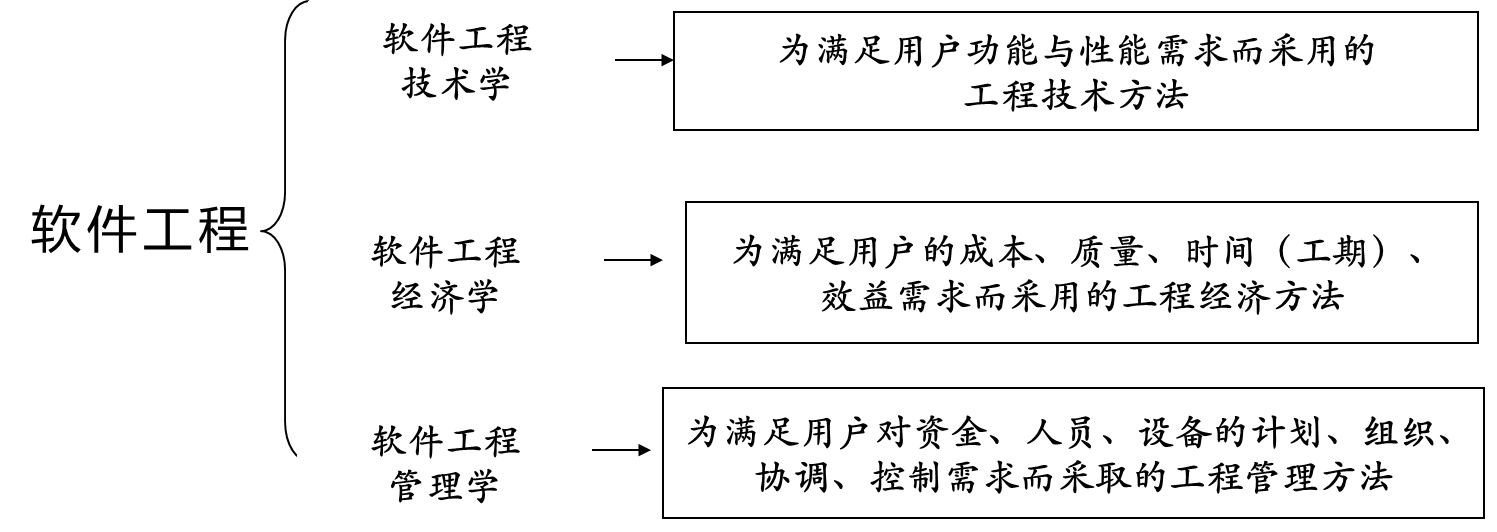 软件工程
软件工程
技术学
为满足用户功能与性能需求而采用的
工程技术方法
软件工程
经济学
为满足用户的成本、质量、时间（工期）、
效益需求而采用的工程经济方法
软件工程
管理学
为满足用户对资金、人员、设备的计划、组织、
协调、控制需求而采取的工程管理方法